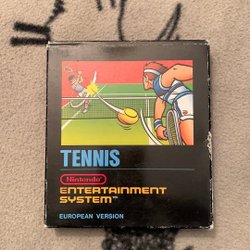 TENNIS
Nintendo
ENTERTAINMENT
SYSTEM™
EUROPEAN VERSION